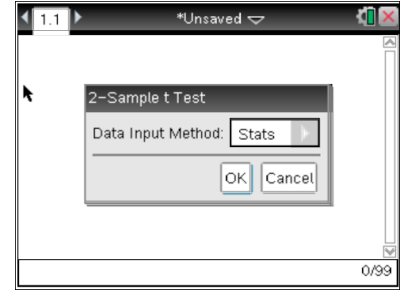 1.1 *Unsaved
2-Sample t Test
Data Input Method: Stats
OK Cancel
0/99